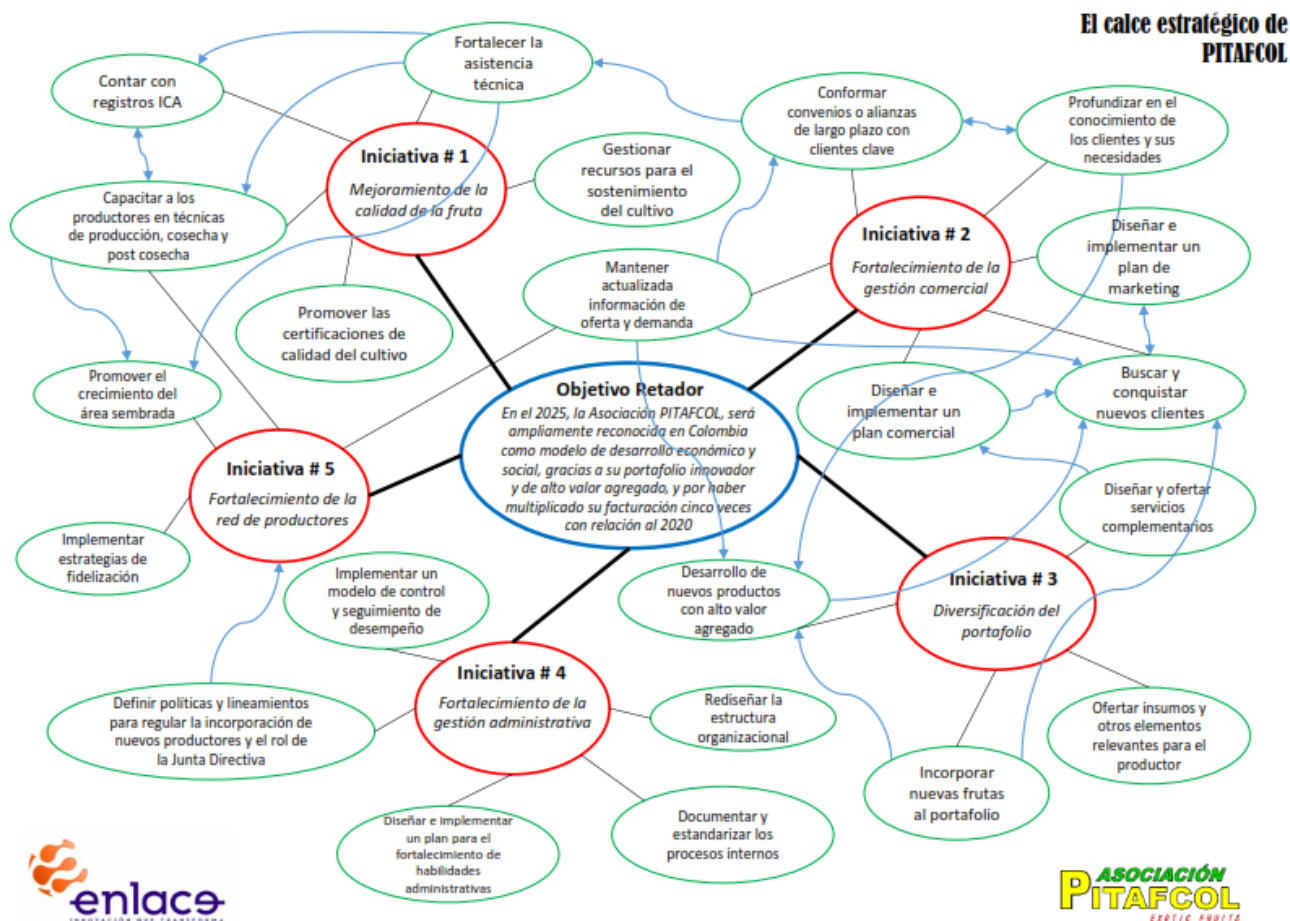 El calce estratégico de
PITAFCOL
Fortalecer la
asistencia
técnica
Contar con
registros ICA
Conformar
convenios o alianzas
de largo plazo con
clientes clave
Profundizar en el
conocimiento de
los clientes y sus
necesidades
Iniciativa # 1
Mejoramiento de la
calidad de la fruta
Gestionar
recursos para el
sostenimiento
del cultivo
Capacitar a los
productores en técnicas
de producción, cosecha y
post cosecha
Iniciativa # 2
Fortalecimiento de la
gestión comercial
Diseñar e
implementar un
plan de
marketing
Mantener
actualizada
información de
oferta y demanda
Promover las
certificaciones de
calidad del cultivo
Promover el
crecimiento del
área sembrada
Objetivo Retador
En el 2025, la Asociación PITAFCOL, será
ampliamente reconocida en Colombia
como modelo de desarrollo económico y
social, gracias a su portafolio innovador
y de alto valor agregado, y por haber
multiplicado su facturación cinco veces
con relación al 2020
Diseñar e
implementar un
plan comercial
Buscar y
conquistar
nuevos clientes
Iniciativa # 5
Fortalecimiento de la
red de productores
Diseñar y ofertar
servicios
complementarios
Implementar
estrategias de
fidelización
Implementar un
modelo de control
y seguimiento de
desempeño
Desarrollo de
nuevos productos
con alto valor
agregado
Iniciativa # 3
Diversificación del
portafolio
Iniciativa # 4
Fortalecimiento de la
gestión administrativa
Definir políticas y lineamientos
para regular la incorporación de
nuevos productores y el rol de
la Junta Directiva
Rediseñar la
estructura
organizacional
Ofertar insumos y
otros elementos
relevantes para el
productor
Incorporar
nuevas frutas
al portafolio
Diseñar e implementar
un plan para el
fortalecimiento de
habilidades
administrativas
Documentar y
estandarizar los
procesos internos
enlace
INNOVACIÓN QUE TRANSFORMA
ASOCIACIÓN
PITAFCOL
EXOTIC FRUITS